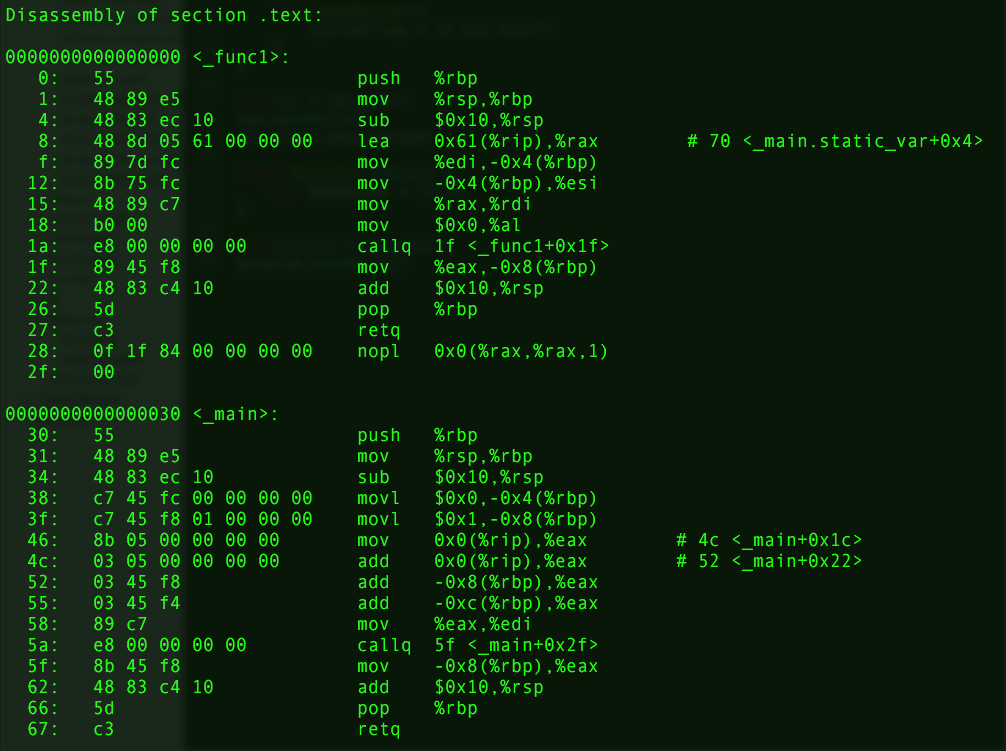 Disassembly of section .text:

0000000000000000 <_func1>:
   0:	55                   	push   %rbp
   1:	48 89 e5             	mov    %rsp,%rbp
   4:	48 83 ec 10          	sub    $0x10,%rsp
   8:	48 8d 05 61 00 00 00 	lea    0x61(%rip),%rax        # 70 <_main.static_var+0x4>
   f:	89 7d fc             	mov    %edi,-0x4(%rbp)
  12:	8b 75 fc             	mov    -0x4(%rbp),%esi
  15:	48 89 c7             	mov    %rax,%rdi
  18:	b0 00                	mov    $0x0,%al
  1a:	e8 00 00 00 00       	callq  1f <_func1+0x1f>
  1f:	89 45 f8             	mov    %eax,-0x8(%rbp)
  22:	48 83 c4 10          	add    $0x10,%rsp
  26:	5d                   	pop    %rbp
  27:	c3                   	retq
  28:	0f 1f 84 00 00 00 00 	nopl   0x0(%rax,%rax,1)
  2f:	00

0000000000000030 <_main>:
  30:	55                   	push   %rbp
  31:	48 89 e5             	mov    %rsp,%rbp
  34:	48 83 ec 10          	sub    $0x10,%rsp
  38:	c7 45 fc 00 00 00 00 	movl   $0x0,-0x4(%rbp)
  3f:	c7 45 f8 01 00 00 00 	movl   $0x1,-0x8(%rbp)
  46:	8b 05 00 00 00 00    	mov    0x0(%rip),%eax        # 4c <_main+0x1c>
  4c:	03 05 00 00 00 00    	add    0x0(%rip),%eax        # 52 <_main+0x22>
  52:	03 45 f8             	add    -0x8(%rbp),%eax
  55:	03 45 f4             	add    -0xc(%rbp),%eax
  58:	89 c7                	mov    %eax,%edi
  5a:	e8 00 00 00 00       	callq  5f <_main+0x2f>
  5f:	8b 45 f8             	mov    -0x8(%rbp),%eax
  62:	48 83 c4 10          	add    $0x10,%rsp
  66:	5d                   	pop    %rbp
  67:	c3                   	retq